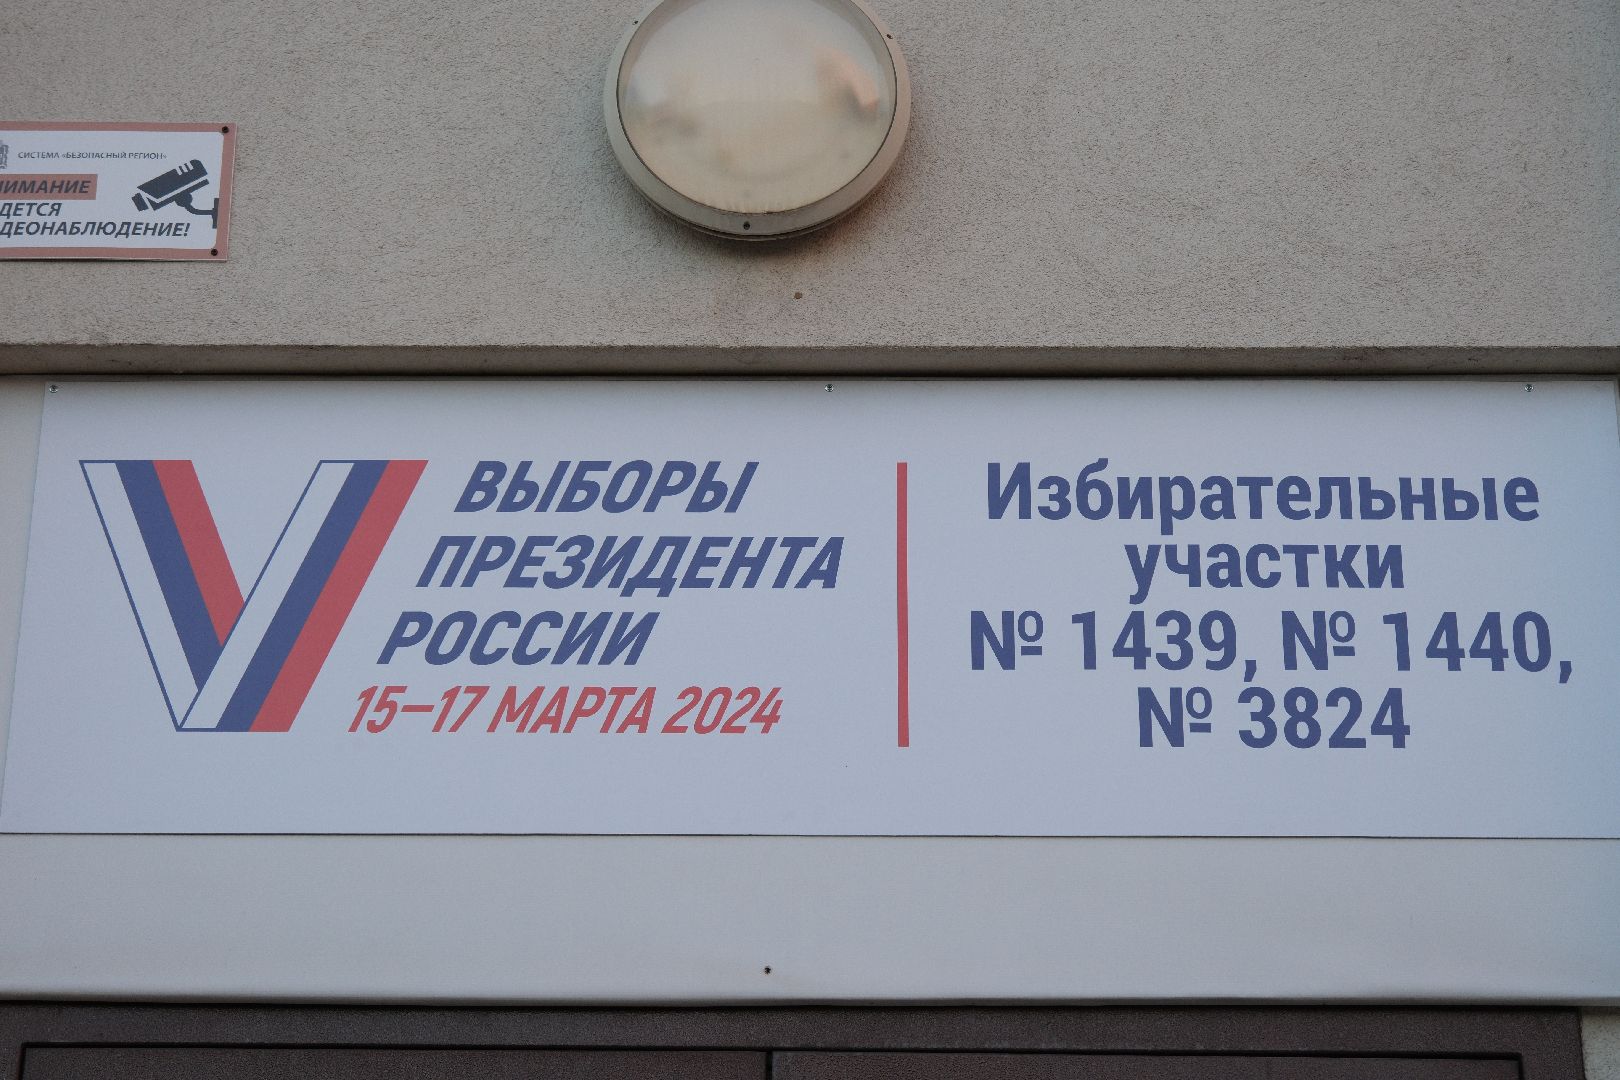 СИСТЕМА «БЕЗОПАСНЫЙ РЕГИОН»
ИМАНИЕ
ДЕТСЯ
ДЕОНАБЛЮДЕНИЕ!
ВЫБОРЫ
ПРЕЗИДЕНТА
РОССИИ
15–17 МАРТА 2024
Избирательные
участки
№ 1439, № 1440,
№ 3824